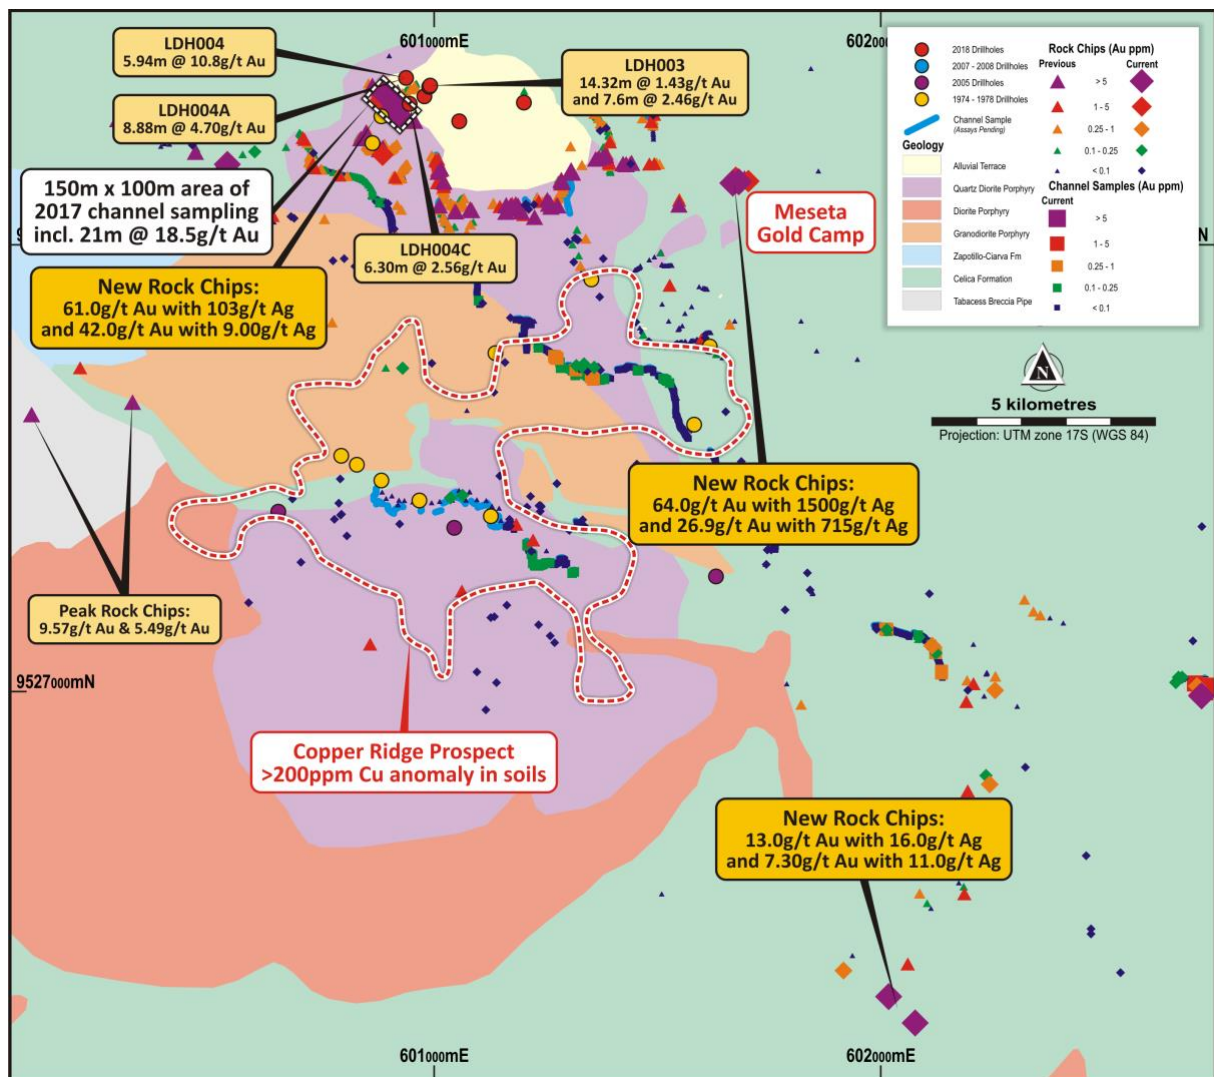 601000mE
602000
LDH004
5.94m @ 10.8g/t Au
LDH003
14.32m @ 1.43g/t Au
and 7.6m @ 2.46g/t Au
LDH004A
8.88m @ 4.70g/t Au
150m x 100m area of
2017 channel sampling
incl. 21m @ 18.5g/t Au
LDH004C
6.30m @ 2.56g/t Au
Meseta
Gold Camp
2018 Drillholes
2007 - 2008 Drillholes
2005 Drillholes
1974 - 1978 Drillholes
Channel Sample
(Assays Pending)
Geology
Alluvial Terrace
Quartz Diorite Porphyry
Diorite Porphyry
Granodiorite Porphyry
Zapotillo-Ciarva Fm
Celica Formation
Tabacess Breccia Pipe
Rock Chips (Au ppm)
Previous Current
> 5
1 - 5
0.25 - 1
0.1 - 0.25
< 0.1
Channel Samples (Au ppm)
Current
> 5
1 - 5
0.25 - 1
0.1 - 0.25
< 0.1
9
N
New Rock Chips:
61.0g/t Au with 103g/t Ag
and 42.0g/t Au with 9.00g/t Ag
N
5 kilometres
Projection: UTM zone 17S (WGS 84)
New Rock Chips:
64.0g/t Au with 1500g/t Ag
and 26.9g/t Au with 715g/t Ag
Peak Rock Chips:
9.57g/t Au & 5.49g/t Au
9527000mN
Copper Ridge Prospect
>200ppm Cu anomaly in soils
New Rock Chips:
13.0g/t Au with 16.0g/t Ag
and 7.30g/t Au with 11.0g/t Ag
601000mE
602000mE